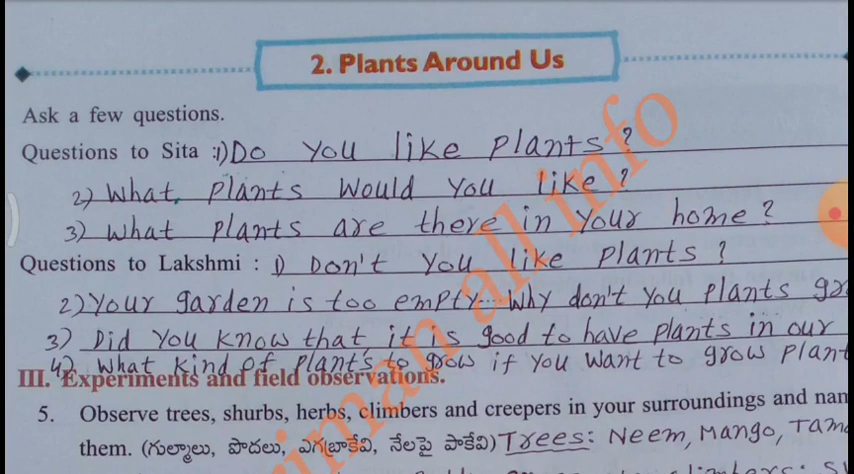 2. Plants Around Us
Ask a few questions.
Questions to Sita :1) Do you like plants?
2) What plants would you like?
3) What plants are there in your home?
Questions to Lakshmi : 1) Don't you like plants?
2) Your garden is too empty... Why don't you plants gr
3) Did you know that it is good to have plants in our
4) What kind of plants to grow if you want to grow plant
III. Experiments and field observations.
5. Observe trees, shurbs, herbs, climbers and creepers in your surroundings and nam
them. (గుల్మాలు, పొదలు, ఎగబ్రాకేవి, నేలపై పాకేవి) Trees: Neem, Mango, Tama
iman all info